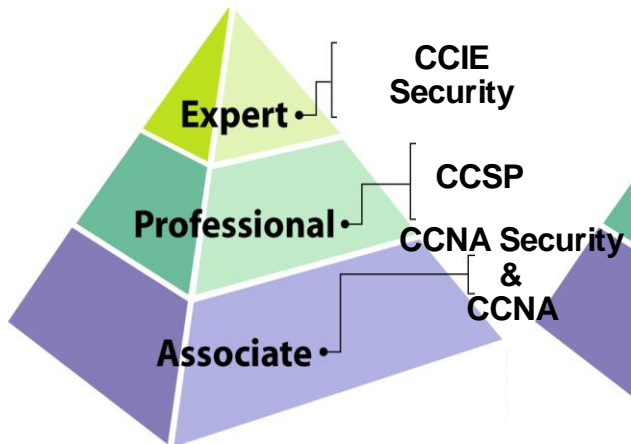 Expert
CCIE
Security
Professional
CCSP
Associate
CCNA Security
&
CCNA